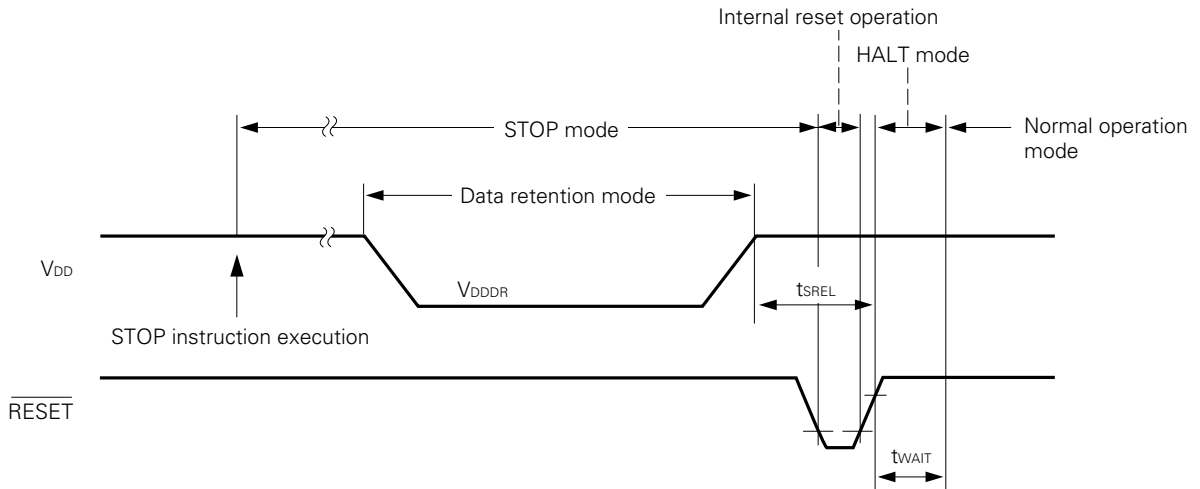 Internal reset operation
HALT mode
STOP mode
Normal operation
mode
Data retention mode
VDD
VDDDR
tSREL
STOP instruction execution
RESET
tWAIT